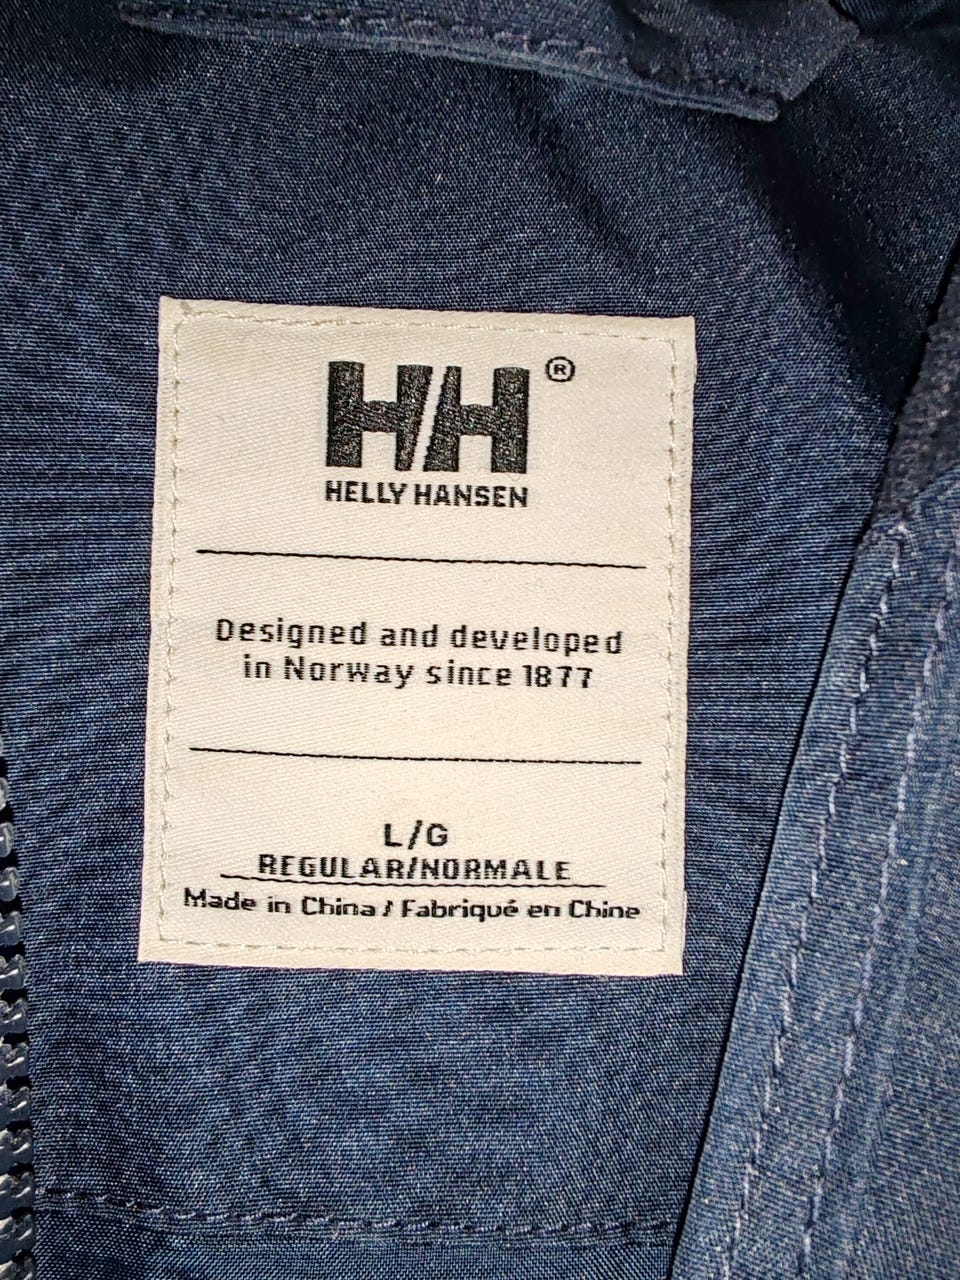 HH®
HELLY HANSEN
Designed and developed
in Norway since 1877
L/G
REGULAR/NORMALE
Made in China / Fabriqué en Chine